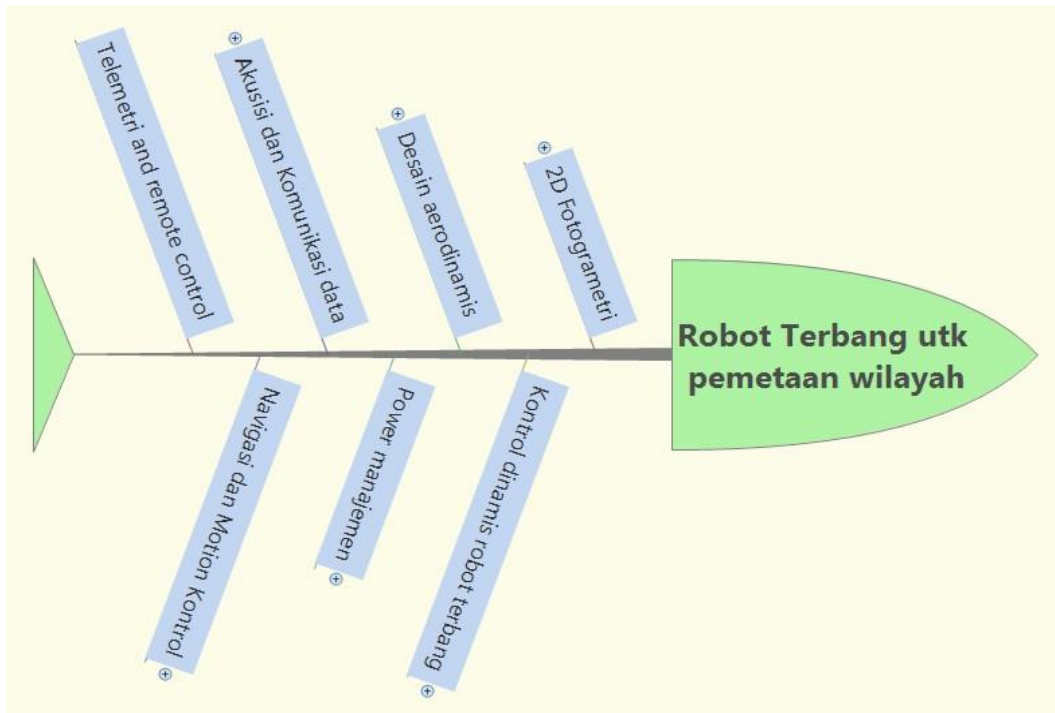 Telemetri and remote control
Akusisi dan Komunikasi data
Desain aerodinamis
2D Fotogrametri
Robot Terbang utk
pemetaan wilayah
Navigasi dan Motion Kontrol
Power manajemen
Kontrol dinamis robot terbang